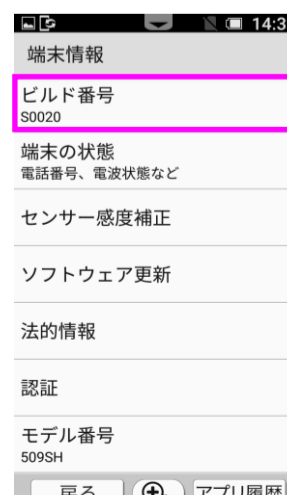 14:3
端末情報
ビルド番号
S0020
端末の状態
電話番号、電波状態など
センサー感度補正
ソフトウェア更新
法的情報
認証
モデル番号
509SH
戻る
アプリ履歴